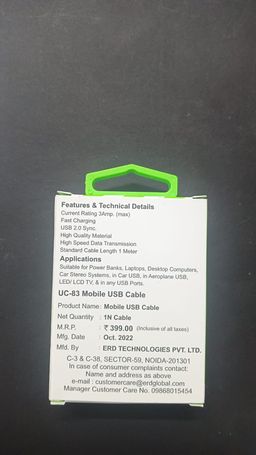 Features & Technical Details
Current Rating 3Amp. (max)
Fast Charging
USB 2.0 Sync
High Quality Material
High Speed Data Transmission
Standard Cable Length 1 Meter
Applications
Suitable for Power Banks, Laptops, Desktop Computers,
Car Stereo Systems, in Car USB, in Aeroplane USB,
LED/ LCD TV, & in any USB Ports.
UC-83 Mobile USB Cable
Product Name: Mobile USB Cable
Net Quantity : 1N Cable
M.R.P. : ₹ 399.00 (Inclusive of all taxes)
Mfg. Date : Oct. 2022
Mfd. By : ERD TECHNOLOGIES PVT. LTD.
C-3 & C-38, SECTOR-59, NOIDA-201301
In case of consumer complaints contact:
Name and address as above
e-mail : customercare@erdglobal.com
Manager Customer Care No. 09868015454